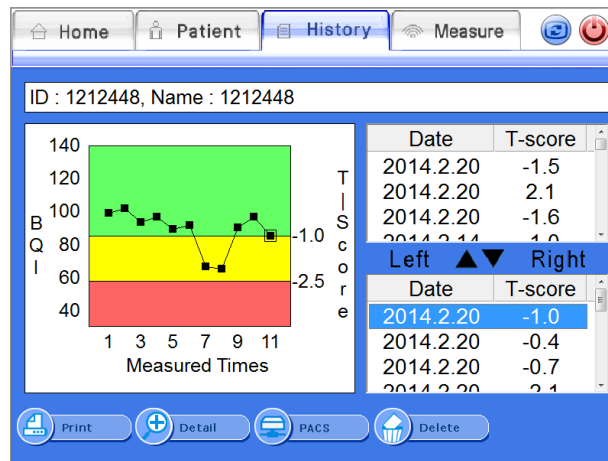 Home Patient History Measure
ID : 1212448, Name : 1212448
140
120
100
80
60
40
BQI
T-Score
-1.0
-2.5
1 3 5 7 9 11
Measured Times
Date T-score
2014.2.20 -1.5
2014.2.20 2.1
2014.2.20 -1.6
Left ▲▼ Right
Date T-score
2014.2.20 -1.0
2014.2.20 -0.4
2014.2.20 -0.7
Print Detail PACS Delete